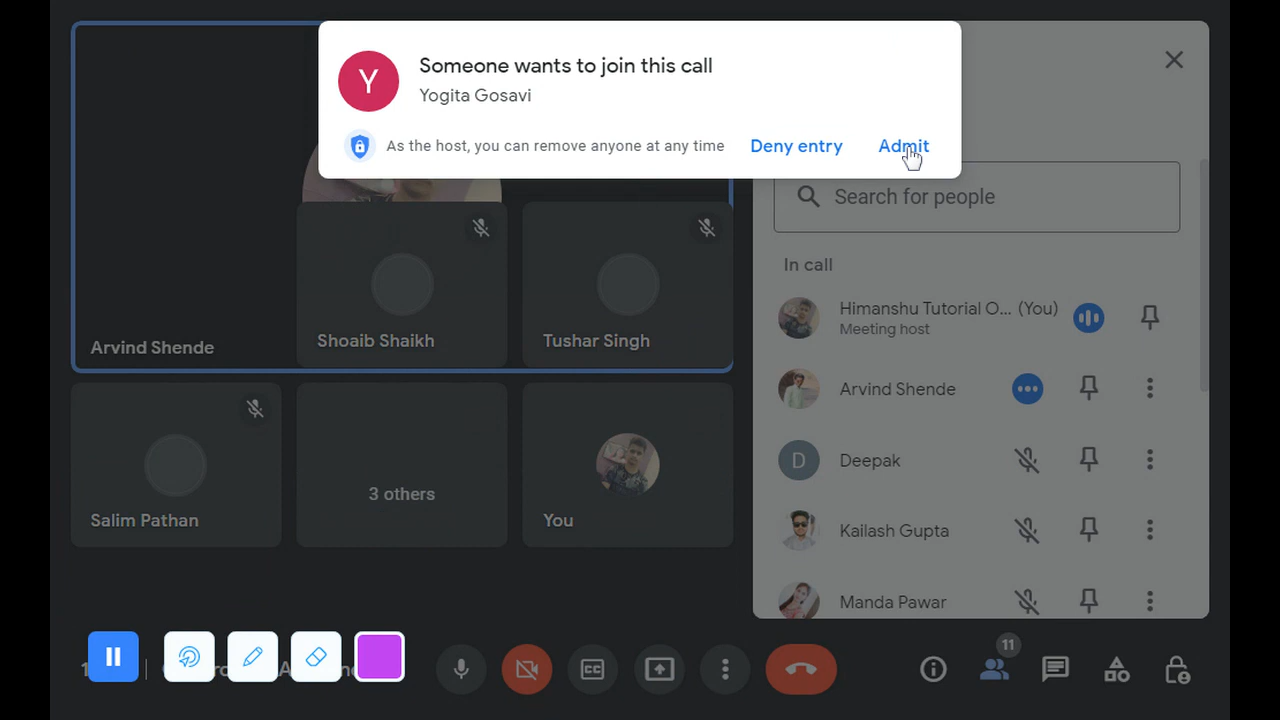 Someone wants to join this call
Y
Yogita Gosavi
As the host, you can remove anyone at any time
Deny entry
Admit
Search for people
In call
Himanshu Tutorial O... (You)
Meeting host
Arvind Shende
D
Deepak
Kailash Gupta
Manda Pawar
Arvind Shende
Shoaib Shaikh
Tushar Singh
Salim Pathan
3 others
You
CC
11